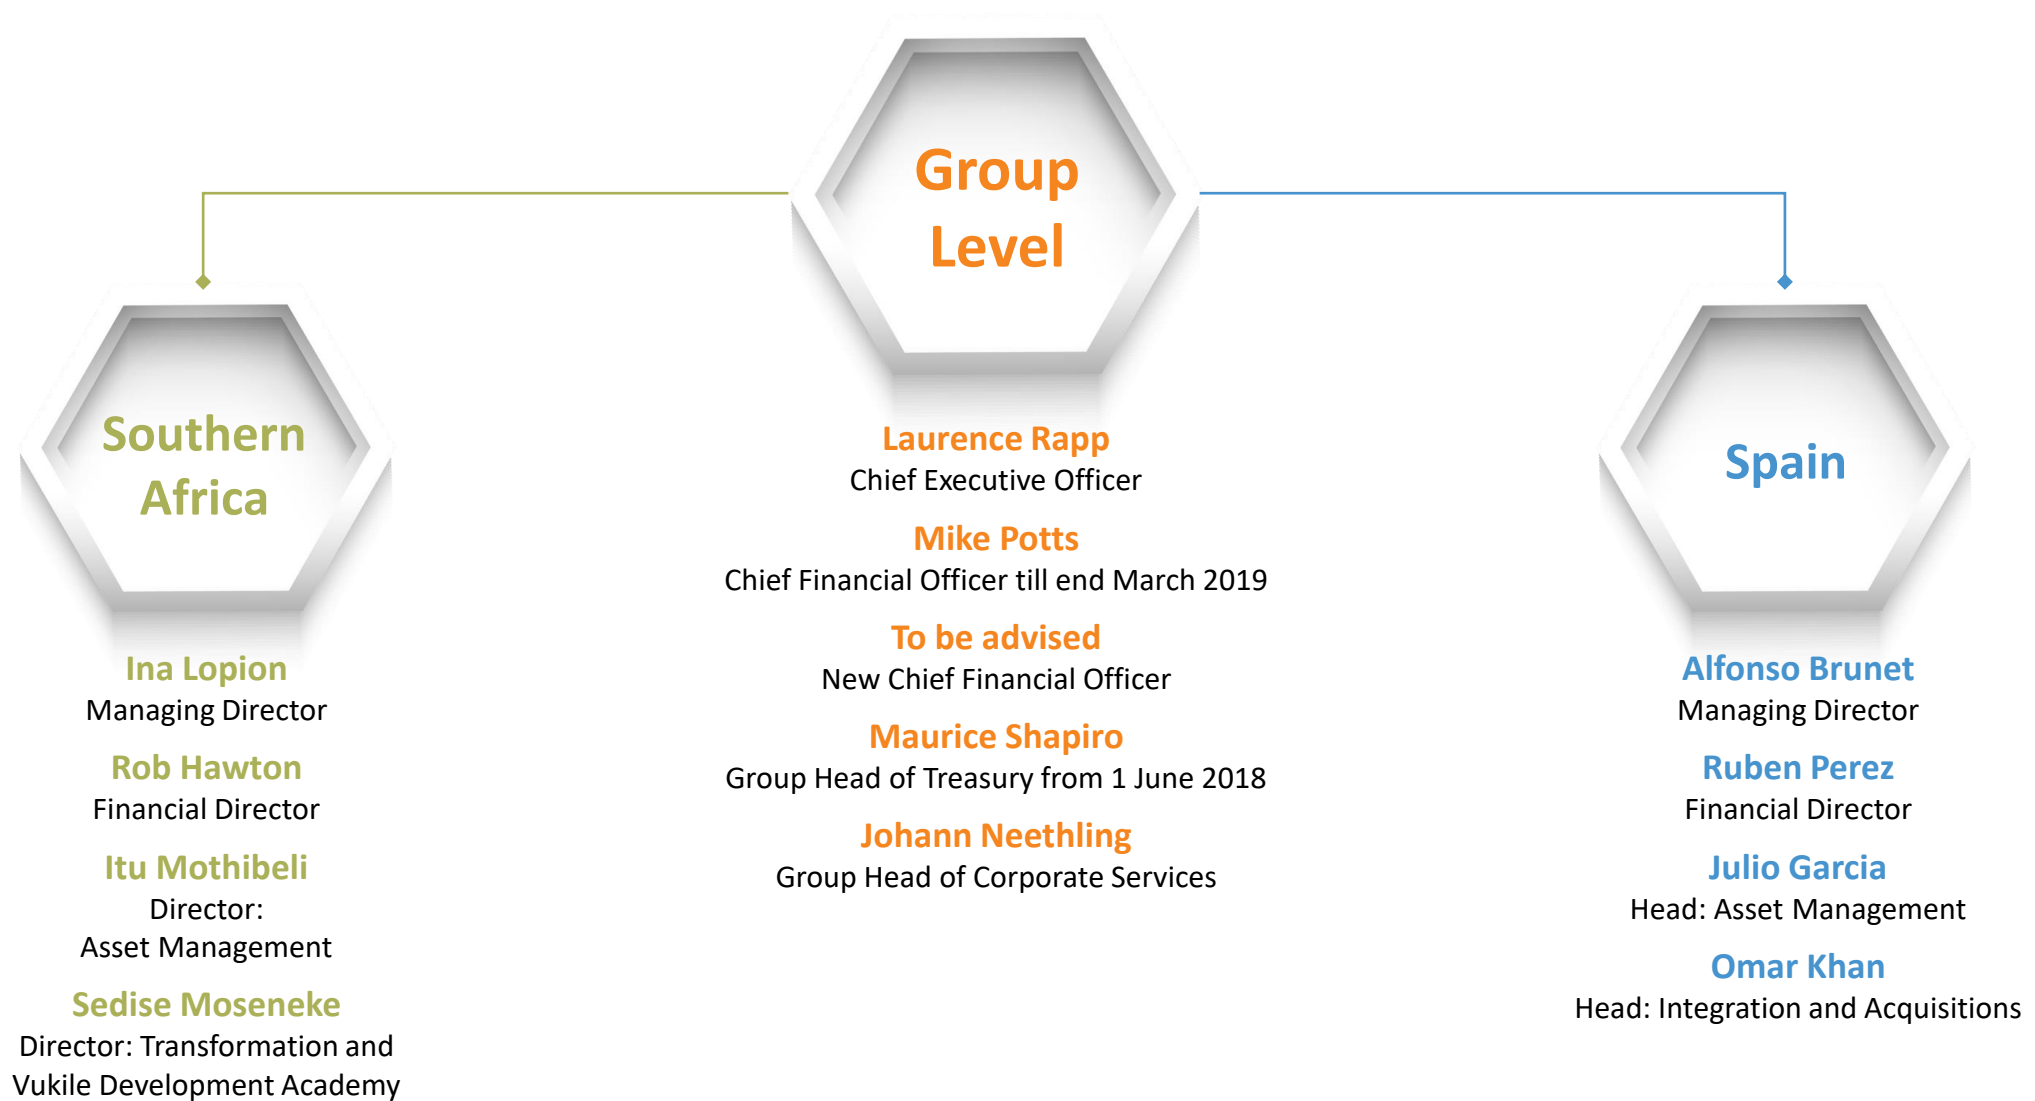 Group
Level
Laurence Rapp
Chief Executive Officer
Mike Potts
Chief Financial Officer till end March 2019
To be advised
New Chief Financial Officer
Maurice Shapiro
Group Head of Treasury from 1 June 2018
Johann Neethling
Group Head of Corporate Services
Southern
Africa
Ina Lopion
Managing Director
Rob Hawton
Financial Director
Itu Mothibeli
Director:
Asset Management
Sedise Moseneke
Director: Transformation and
Vukile Development Academy
Spain
Alfonso Brunet
Managing Director
Ruben Perez
Financial Director
Julio Garcia
Head: Asset Management
Omar Khan
Head: Integration and Acquisitions